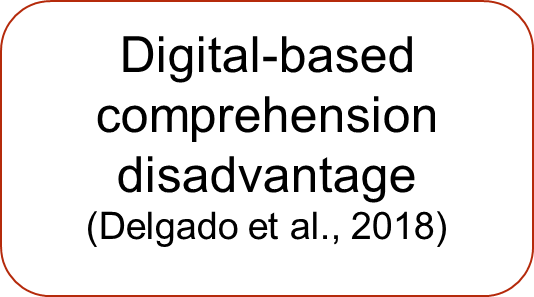 Digital-based
comprehension
disadvantage
(Delgado et al., 2018)